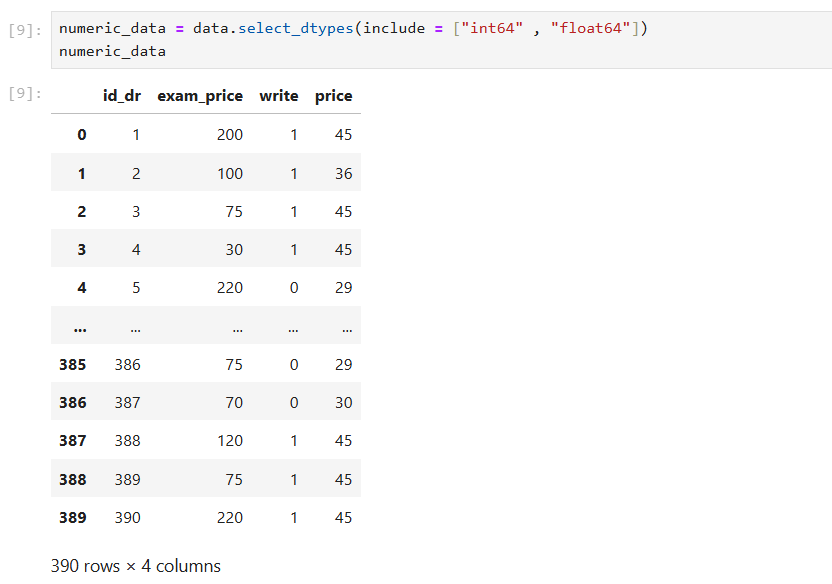 [9]: numeric_data = data.select_dtypes(include = ["int64" , "float64"])
numeric_data
[9]:
id_dr exam_price write price
0 1 200 1 45
1 2 100 1 36
2 3 75 1 45
3 4 30 1 45
4 5 220 0 29
... ... ... ... ...
385 386 75 0 29
386 387 70 0 30
387 388 120 1 45
388 389 75 1 45
389 390 220 1 45
390 rows × 4 columns